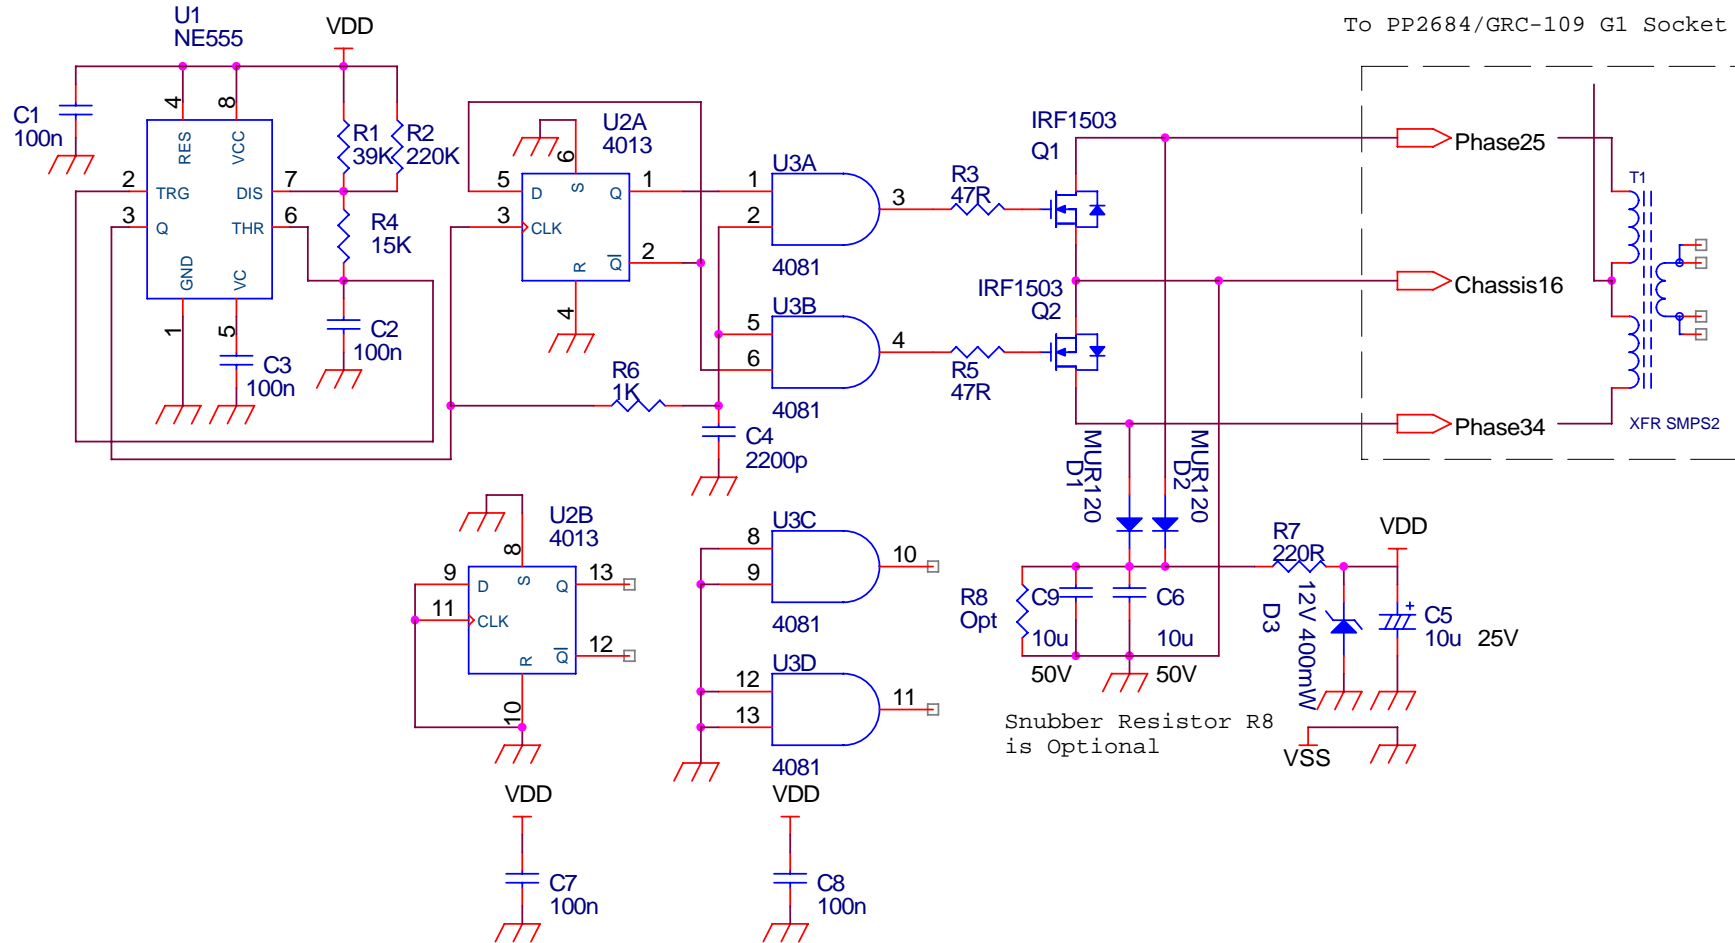 To PP2684/GRC-109 G1 Socket
U1
NE555
VDD
C1
100n
4
8
RES
VCC
R1
39K
R2
220K
2
TRG
DIS
7
3
Q
THR
6
R4
15K
GND
VC
1
5
C2
100n
C3
100n
U2A
4013
6
5
D
S
Q
1
3
CLK
R
Q
2
4
R6
1K
C4
2200p
U3A
1
2
3
4081
U3B
5
6
4
4081
R3
47R
R5
47R
IRF1503
Q1
IRF1503
Q2
Phase25
Chassis16
Phase34
T1
XFR SMPS2
MUR120
D1
MUR120
D2
U2B
4013
8
9
D
S
Q
13
11
CLK
R
Q
12
10
U3C
8
9
10
4081
U3D
12
13
11
4081
R8
Opt
C9
10u
50V
C6
10u
50V
R7
220R
VDD
12V 400mW
D3
C5
10u
25V
VSS
Snubber Resistor R8
is Optional
VDD
C7
100n
VDD
C8
100n